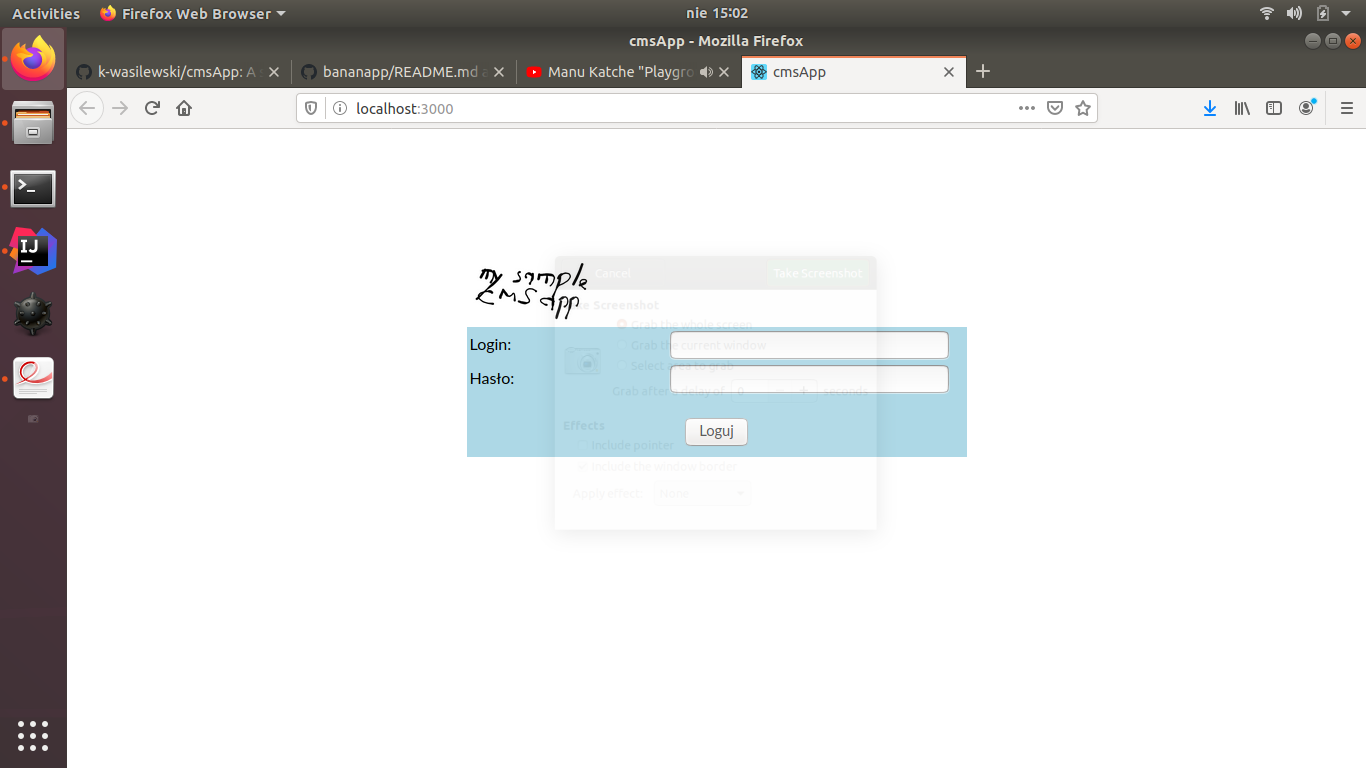 Activities
Firefox Web Browser
nie 15:02
cmsApp - Mozilla Firefox
k-wasilewski/cmsApp: A
bananapp/README.md a
Manu Katche "Playgro
cmsApp
localhost:3000
my sample
CMS app
Cancel
Take Screenshot
Take Screenshot
Grab the whole screen
Login:
Grab the current window
Select area to grab
Hasło:
Grab after a delay of
0
seconds
Effects
Loguj
Include pointer
Include the window border
Apply effect:
None